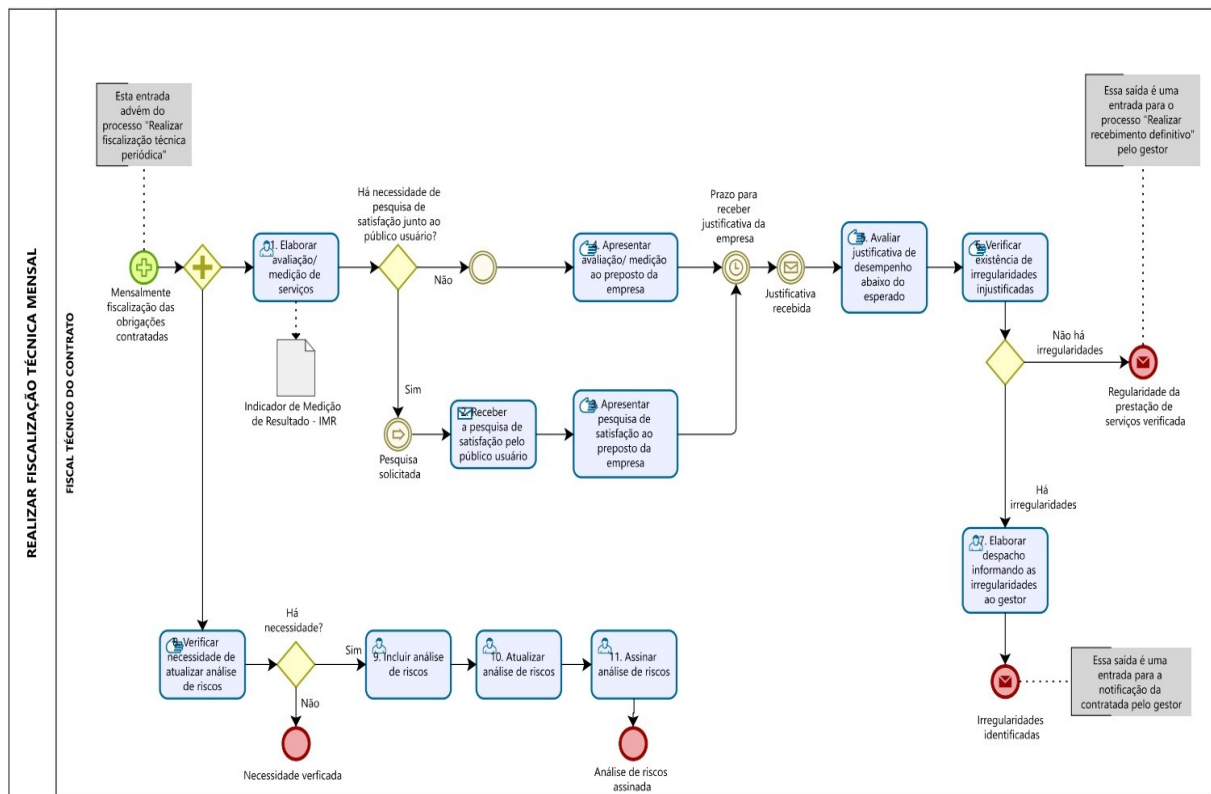 REALIZAR FISCALIZAÇÃO TÉCNICA MENSAL
FISCAL TÉCNICO DO CONTRATO
Esta entrada
advém do
processo "Realizar
fiscalização técnica
periódica"
Mensalmente
fiscalização das
obrigações
contratadas
1. Elaborar
avaliação/
medição de
serviços
Indicador de Medição
de Resultado - IMR
Há necessidade de
pesquisa de
satisfação junto ao
público usuário?
Não
Sim
4. Apresentar
avaliação/ medição
ao preposto da
empresa
Pesquisa
solicitada
2. Receber
a pesquisa de
satisfação pelo
público usuário
3. Apresentar
pesquisa de
satisfação ao
preposto da
empresa
Prazo para
receber
justificativa da
empresa
Justificativa
recebida
5. Avaliar
justificativa de
desempenho
abaixo do
esperado
6. Verificar
existência de
irregularidades
injustificadas
Não há
irregularidades
Essa saída é uma
entrada para o
processo "Realizar
recebimento definitivo"
pelo gestor
Regularidade da
prestação de
serviços verificada
Há
irregularidades
7. Elaborar
despacho
informando as
irregularidades
ao gestor
Irregularidades
identificadas
Essa saída é uma
entrada para a
notificação da
contratada pelo gestor
8. Verificar
necessidade de
atualizar análise
de riscos
Há
necessidade?
Sim
Não
Necessidade verficada
9. Incluir análise
de riscos
10. Atualizar
análise de riscos
11. Assinar
análise de riscos
Análise de riscos
assinada